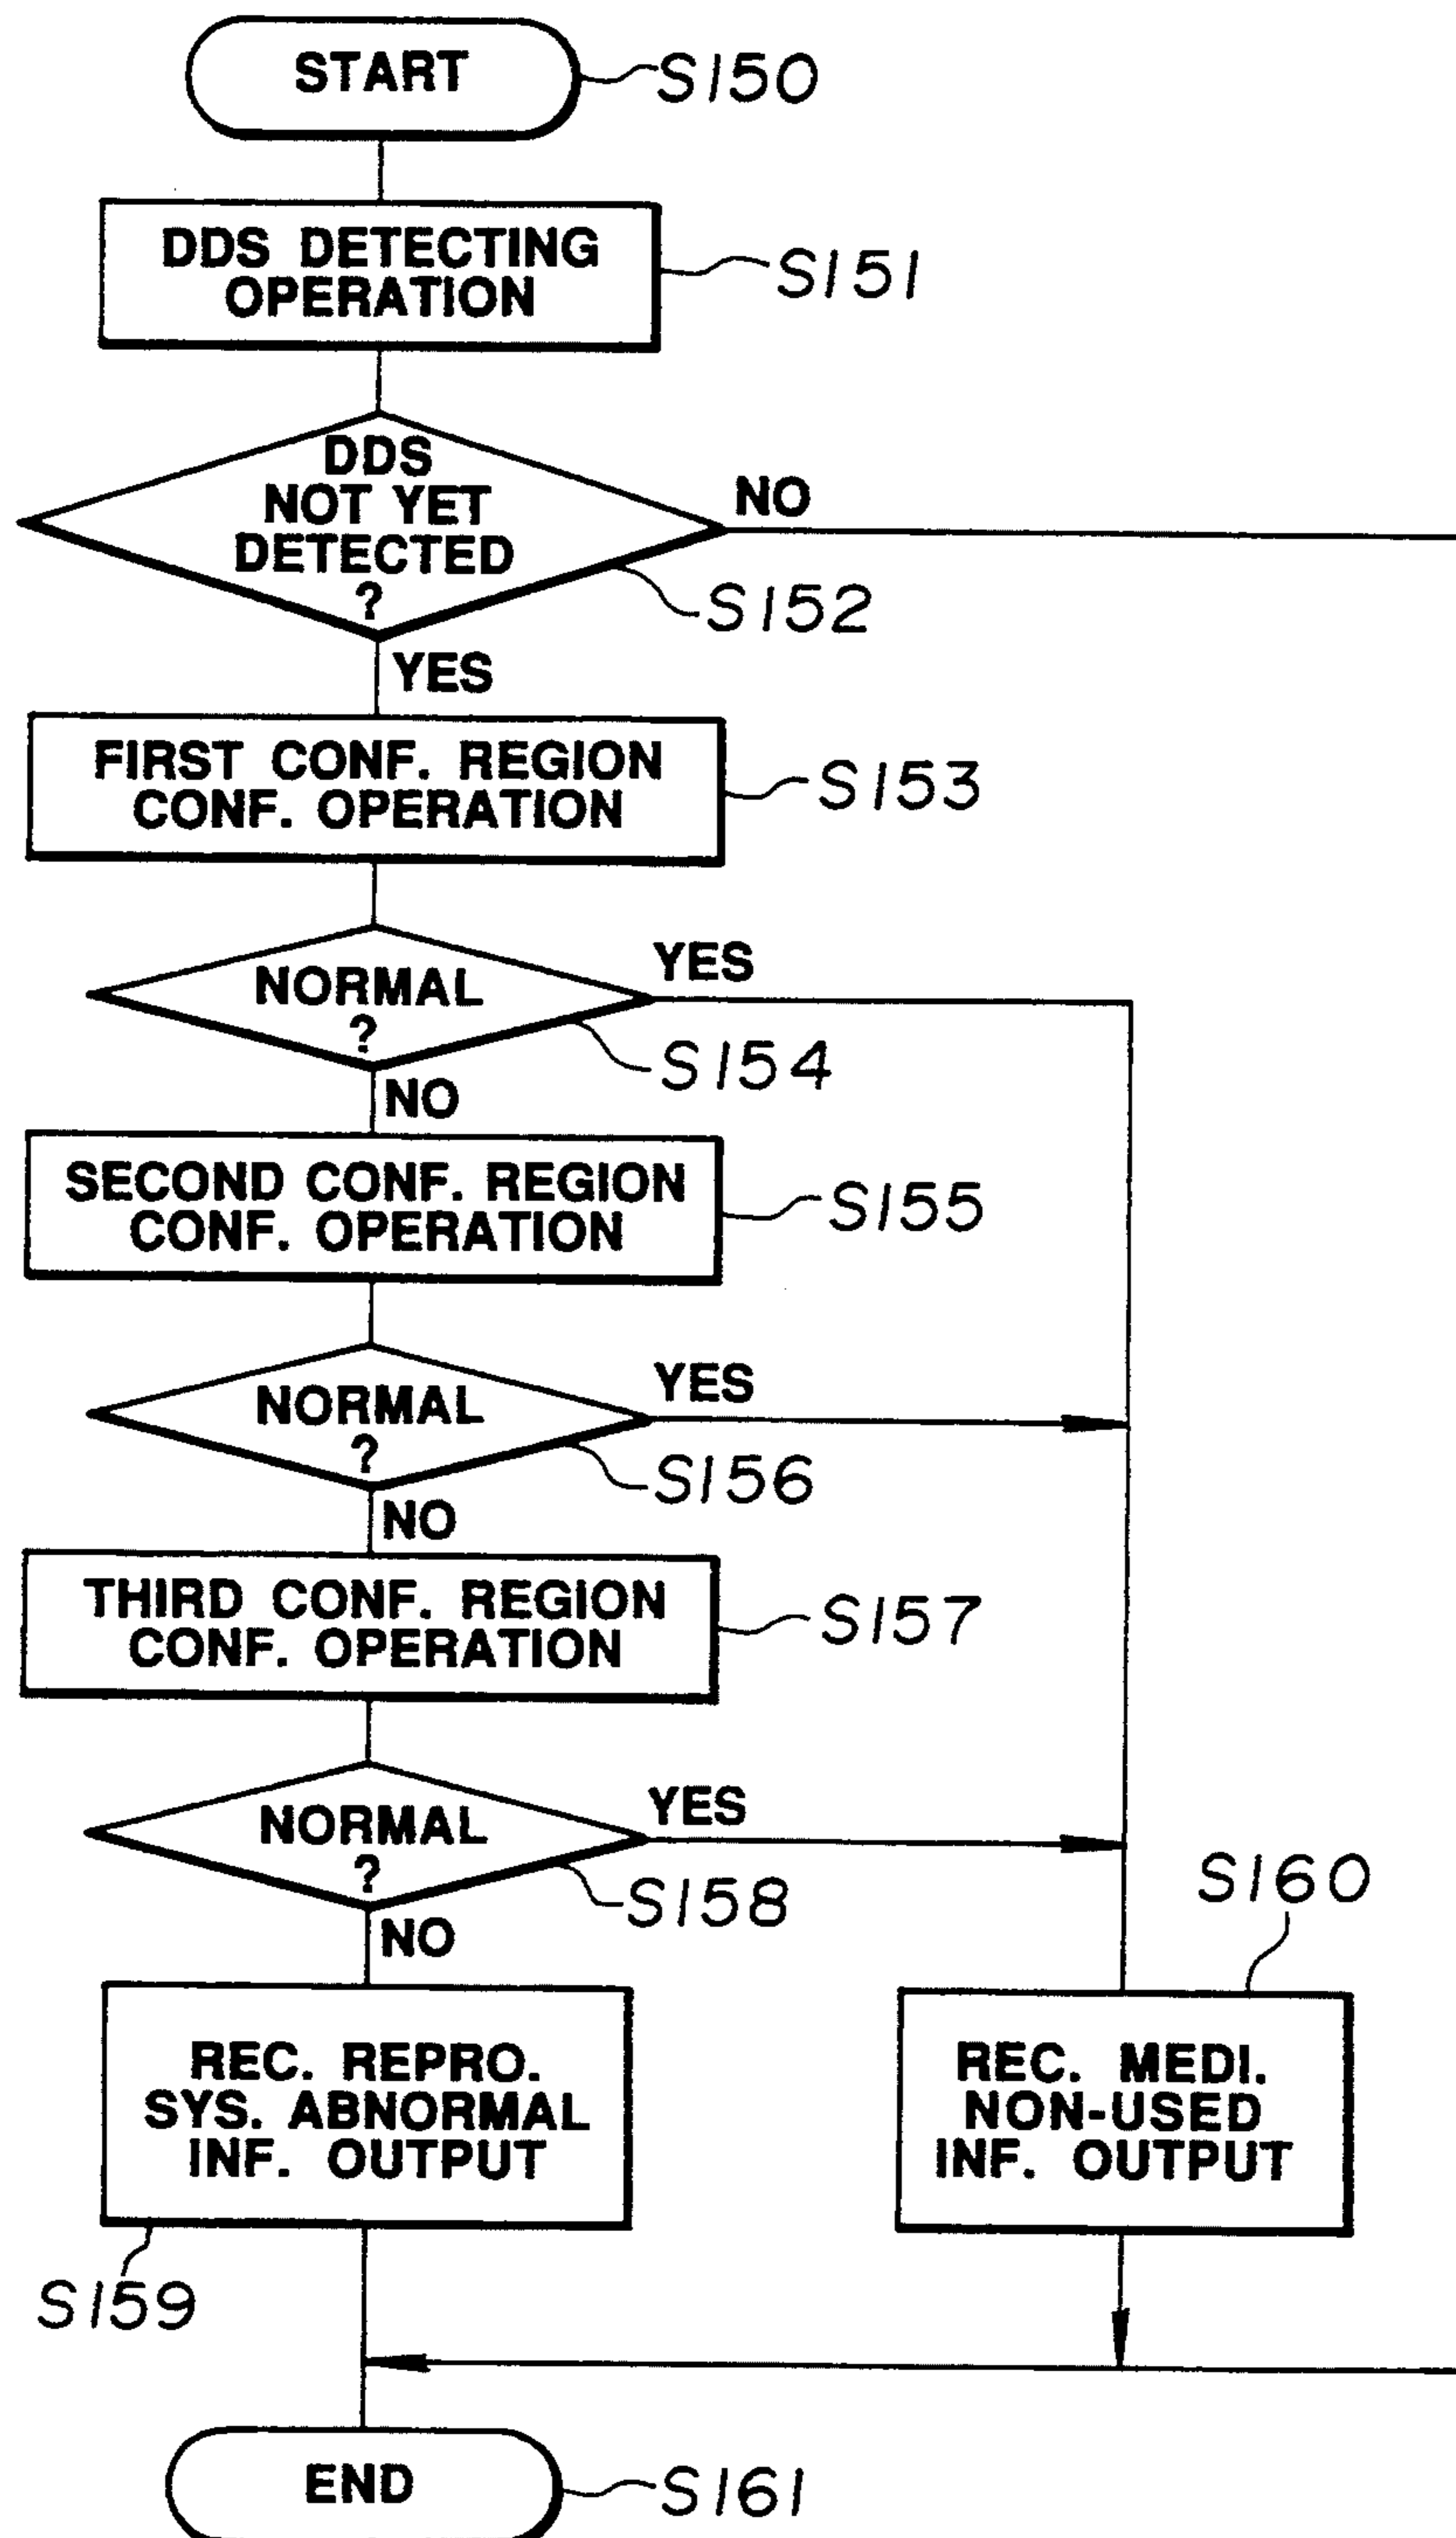 START
S150
DDS DETECTING
OPERATION
S151
DDS
NOT YET
DETECTED
?
NO
S152
YES
FIRST CONF. REGION
CONF. OPERATION
S153
NORMAL
?
YES
S154
NO
SECOND CONF. REGION
CONF. OPERATION
S155
NORMAL
?
YES
S156
NO
THIRD CONF. REGION
CONF. OPERATION
S157
NORMAL
?
YES
S158
NO
S160
REC. REPRO.
SYS. ABNORMAL
INF. OUTPUT
REC. MEDI.
NON-USED
INF. OUTPUT
S159
END
S161